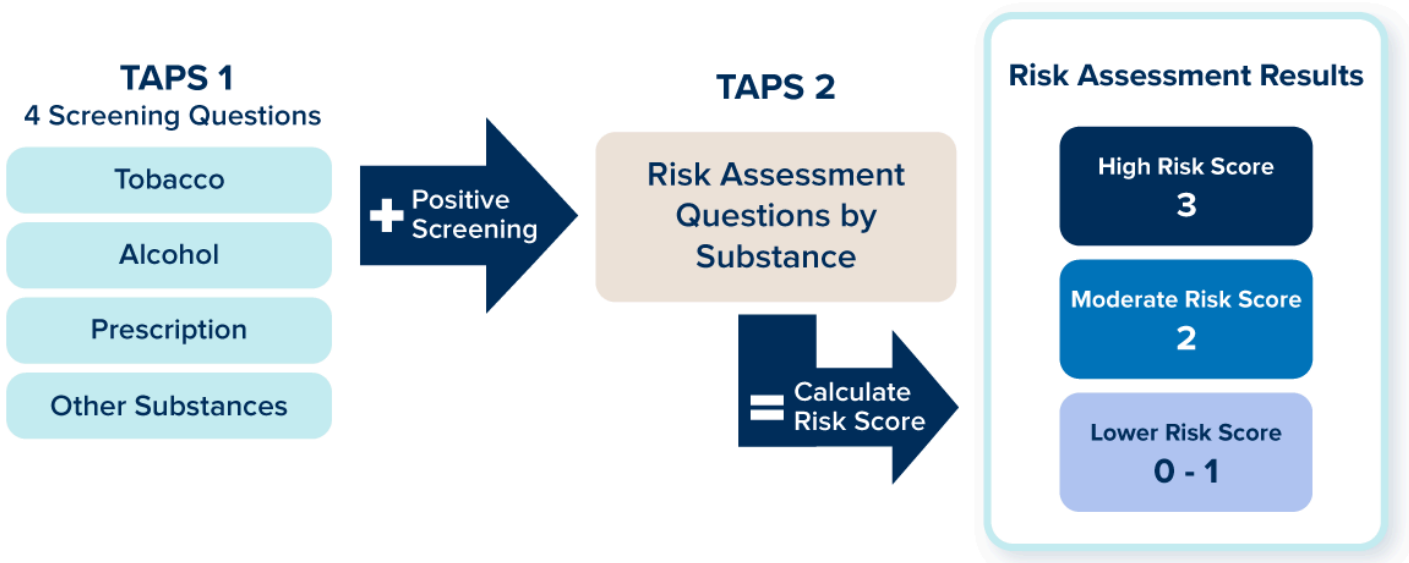 TAPS 1
4 Screening Questions
Tobacco
Alcohol
Prescription
Other Substances
Positive
Screening
TAPS 2
Risk Assessment
Questions by
Substance
Calculate
Risk Score
Risk Assessment Results
High Risk Score
3
Moderate Risk Score
2
Lower Risk Score
0 - 1